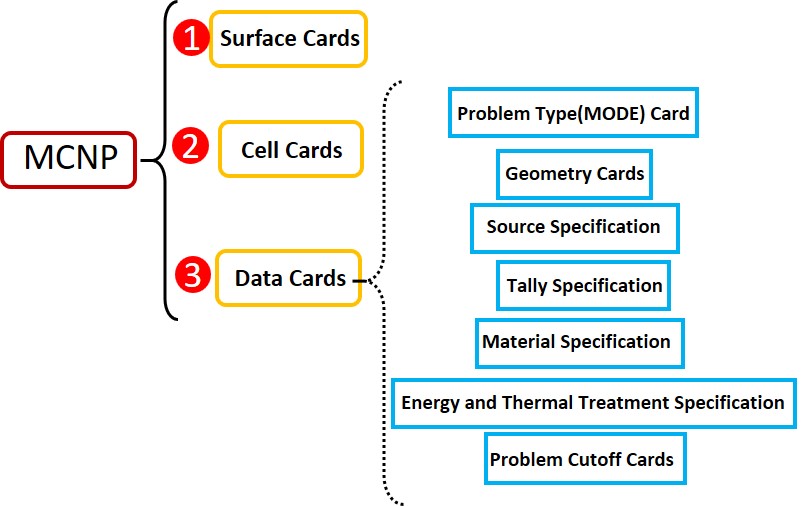 MCNP
1 Surface Cards
2 Cell Cards
3 Data Cards
Problem Type(MODE) Card
Geometry Cards
Source Specification
Tally Specification
Material Specification
Energy and Thermal Treatment Specification
Problem Cutoff Cards